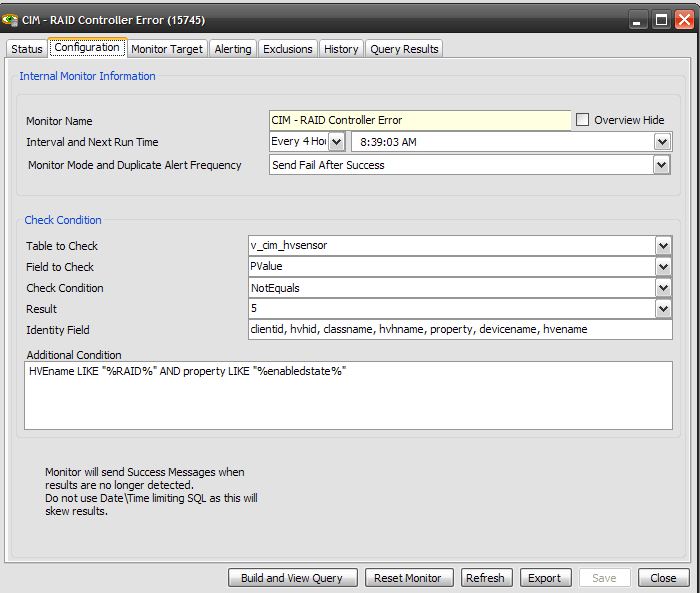 CIM - RAID Controller Error (15745)
Status Configuration Monitor Target Alerting Exclusions History Query Results
Internal Monitor Information
Monitor Name CIM - RAID Controller Error Overview Hide
Interval and Next Run Time Every 4 Hou 8:39:03 AM
Monitor Mode and Duplicate Alert Frequency Send Fail After Success
Check Condition
Table to Check v_cim_hvsensor
Field to Check PValue
Check Condition NotEquals
Result 5
Identity Field clientid, hvhid, classname, hvhname, property, devicename, hvename
Additional Condition
HVEname LIKE "%RAID%" AND property LIKE "%enabledstate%"
Monitor will send Success Messages when
results are no longer detected.
Do not use Date\Time limiting SQL as this will
skew results.
Build and View Query Reset Monitor Refresh Export Save Close